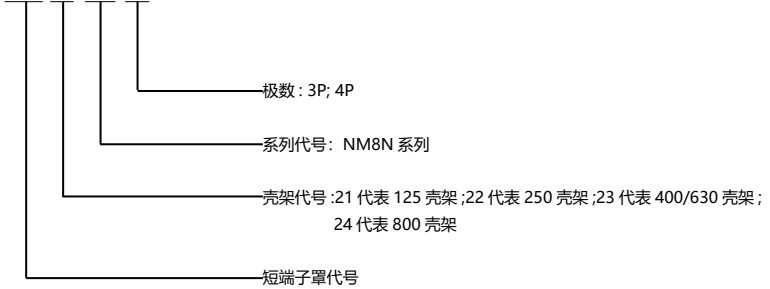 极数 : 3P; 4P
系列代号：NM8N 系列
壳架代号 :21 代表 125 壳架 ;22 代表 250 壳架 ;23 代表 400/630 壳架 ;
24 代表 800 壳架
短端子罩代号